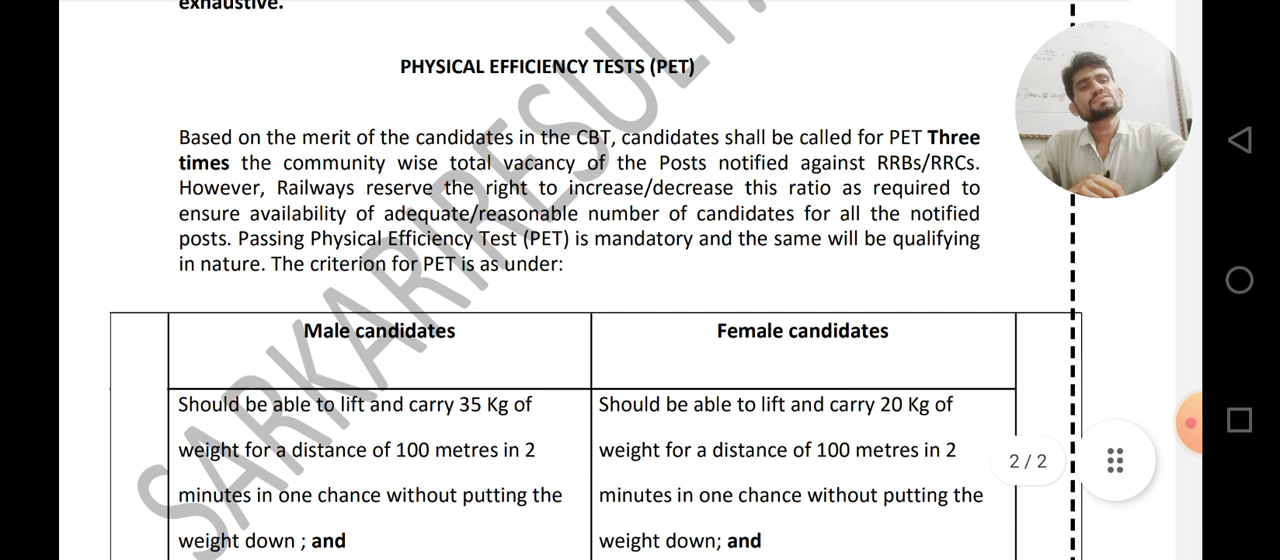 exhaustive.
PHYSICAL EFFICIENCY TESTS (PET)
Based on the merit of the candidates in the CBT, candidates shall be called for PET Three
times the community wise total vacancy of the Posts notified against RRBs/RRCs.
However, Railways reserve the right to increase/decrease this ratio as required to
ensure availability of adequate/reasonable number of candidates for all the notified
posts. Passing Physical Efficiency Test (PET) is mandatory and the same will be qualifying
in nature. The criterion for PET is as under:
Male candidates
Female candidates
Should be able to lift and carry 35 Kg of
weight for a distance of 100 metres in 2
minutes in one chance without putting the
weight down ; and
Should be able to lift and carry 20 Kg of
weight for a distance of 100 metres in 2
minutes in one chance without putting the
weight down; and
2 / 2
SARKARIRESULT